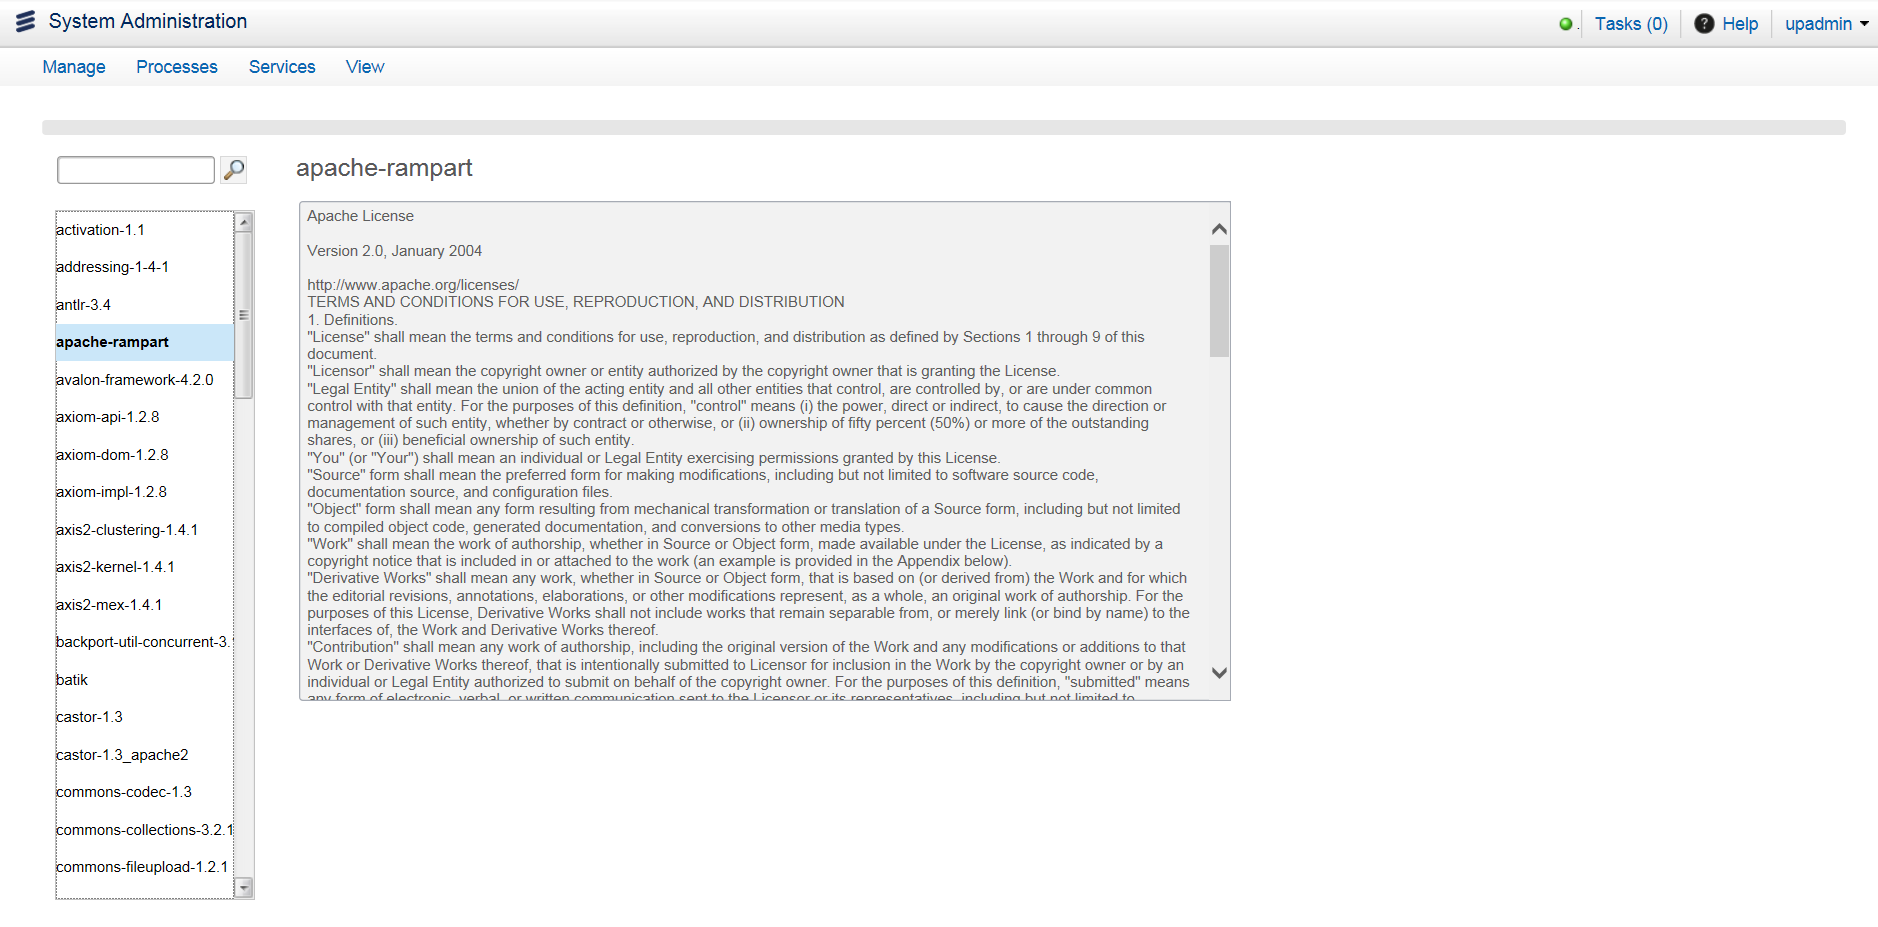 System Administration
Tasks (0)
Help
upadmin
Manage
Processes
Services
View
apache-rampart
activation-1.1
addressing-1-4-1
antlr-3.4
apache-rampart
avalon-framework-4.2.0
axiom-api-1.2.8
axiom-dom-1.2.8
axiom-impl-1.2.8
axis2-clustering-1.4.1
axis2-kernel-1.4.1
axis2-mex-1.4.1
backport-util-concurrent-3.
batik
castor-1.3
castor-1.3_apache2
commons-codec-1.3
commons-collections-3.2.1
commons-fileupload-1.2.1
Apache License
Version 2.0, January 2004
http://www.apache.org/licenses/
TERMS AND CONDITIONS FOR USE, REPRODUCTION, AND DISTRIBUTION
1. Definitions.
"License" shall mean the terms and conditions for use, reproduction, and distribution as defined by Sections 1 through 9 of this
document.
"Licensor" shall mean the copyright owner or entity authorized by the copyright owner that is granting the License.
"Legal Entity" shall mean the union of the acting entity and all other entities that control, are controlled by, or are under common
control with that entity. For the purposes of this definition, "control" means (i) the power, direct or indirect, to cause the direction or
management of such entity, whether by contract or otherwise, or (ii) ownership of fifty percent (50%) or more of the outstanding
shares, or (iii) beneficial ownership of such entity.
"You" (or "Your") shall mean an individual or Legal Entity exercising permissions granted by this License.
"Source" form shall mean the preferred form for making modifications, including but not limited to software source code,
documentation source, and configuration files.
"Object" form shall mean any form resulting from mechanical transformation or translation of a Source form, including but not limited
to compiled object code, generated documentation, and conversions to other media types.
"Work" shall mean the work of authorship, whether in Source or Object form, made available under the License, as indicated by a
copyright notice that is included in or attached to the work (an example is provided in the Appendix below).
"Derivative Works" shall mean any work, whether in Source or Object form, that is based on (or derived from) the Work and for which
the editorial revisions, annotations, elaborations, or other modifications represent, as a whole, an original work of authorship. For the
purposes of this License, Derivative Works shall not include works that remain separable from, or merely link (or bind by name) to the
interfaces of, the Work and Derivative Works thereof.
"Contribution" shall mean any work of authorship, including the original version of the Work and any modifications or additions to that
Work or Derivative Works thereof, that is intentionally submitted to Licensor for inclusion in the Work by the copyright owner or by an
individual or Legal Entity authorized to submit on behalf of the copyright owner. For the purposes of this definition, "submitted" means
any form of electronic, verbal, or written communication sent to the Licensor or its representatives, including but not limited to